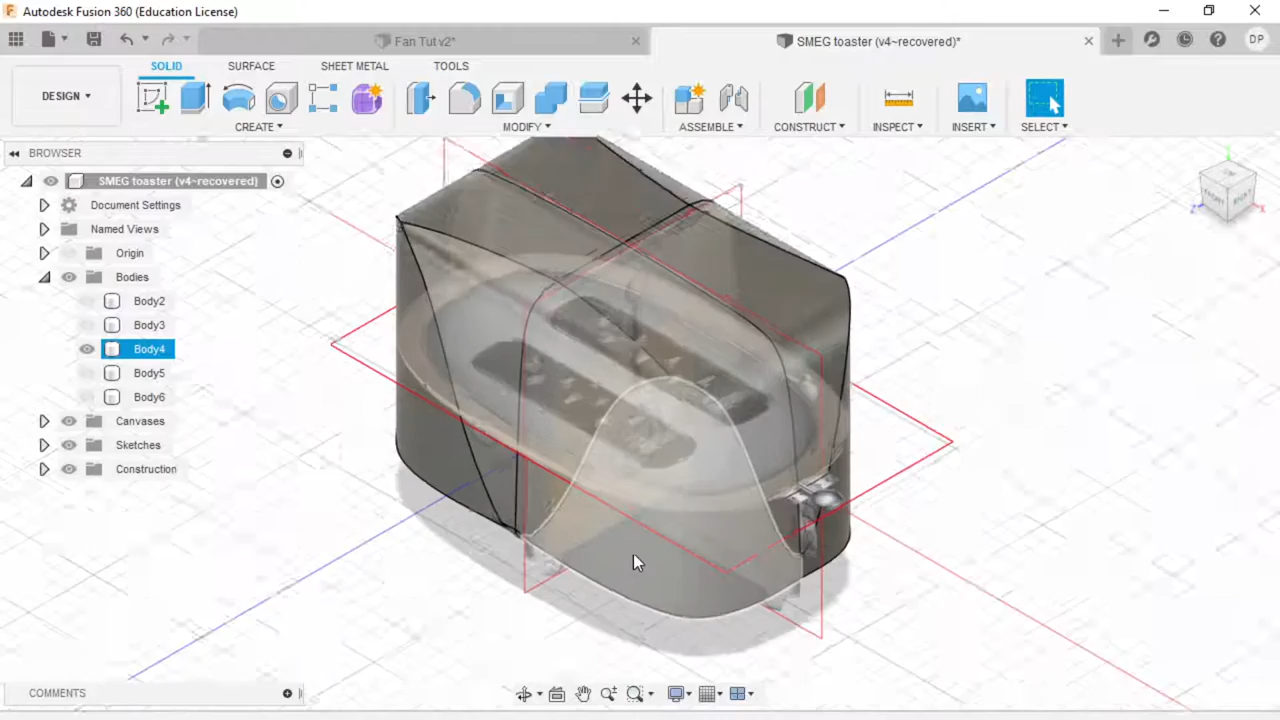 Autodesk Fusion 360 (Education License)
Fan Tut v2*
SMEG toaster (v4~recovered)*
DP
SOLID SURFACE SHEET METAL TOOLS
DESIGN
CREATE MODIFY ASSEMBLE CONSTRUCT INSPECT INSERT SELECT
BROWSER
SMEG toaster (v4~recovered)
Document Settings
Named Views
Origin
Bodies
Body2
Body3
Body4
Body5
Body6
Canvases
Sketches
Construction
COMMENTS
FRONT
RIGHT
Y
Z
X